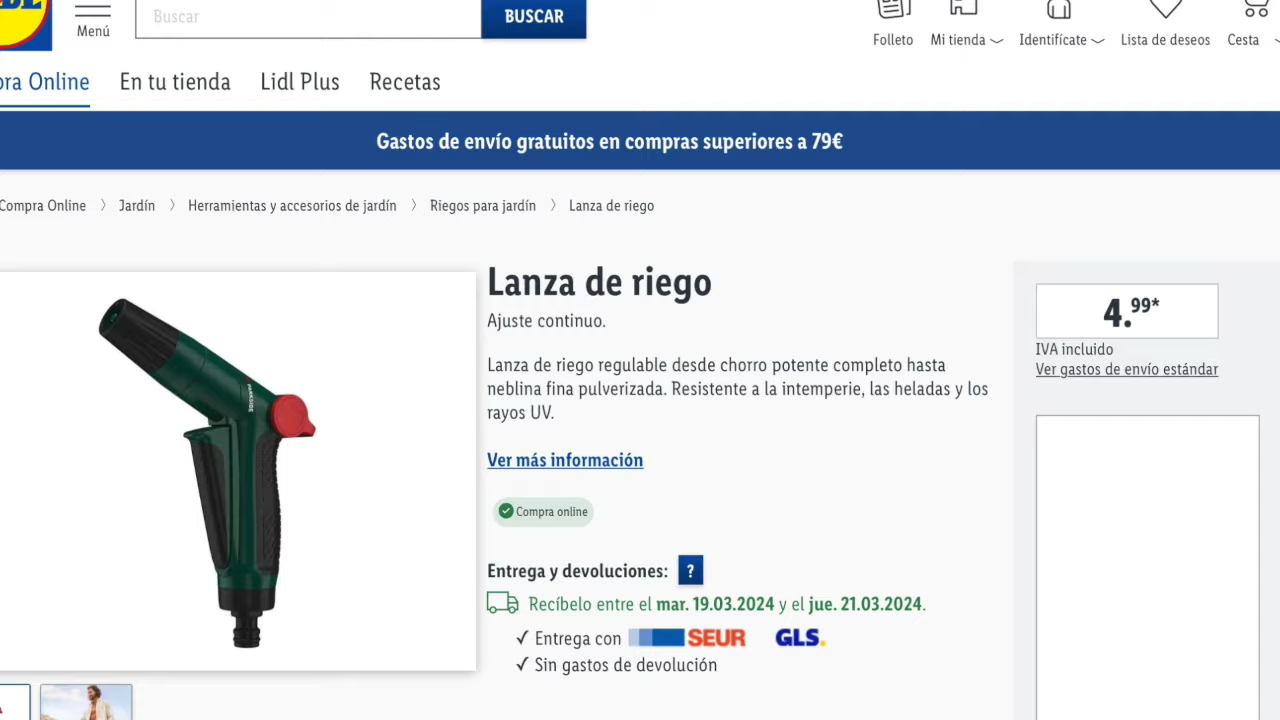 Menú
Buscar
BUSCAR
Folleto
Mi tienda
Identifícate
Lista de deseos
Cesta
ora Online
En tu tienda
Lidl Plus
Recetas
Gastos de envío gratuitos en compras superiores a 79€
Compra Online > Jardín > Herramientas y accesorios de jardín > Riegos para jardín > Lanza de riego
PARKSIDE
Lanza de riego
Ajuste continuo.
Lanza de riego regulable desde chorro potente completo hasta
neblina fina pulverizada. Resistente a la intemperie, las heladas y los
rayos UV.
Ver más información
Compra online
Entrega y devoluciones: ?
Recíbelo entre el mar. 19.03.2024 y el jue. 21.03.2024.
✓ Entrega con SEUR GLS.
✓ Sin gastos de devolución
4.99*
IVA incluido
Ver gastos de envío estándar